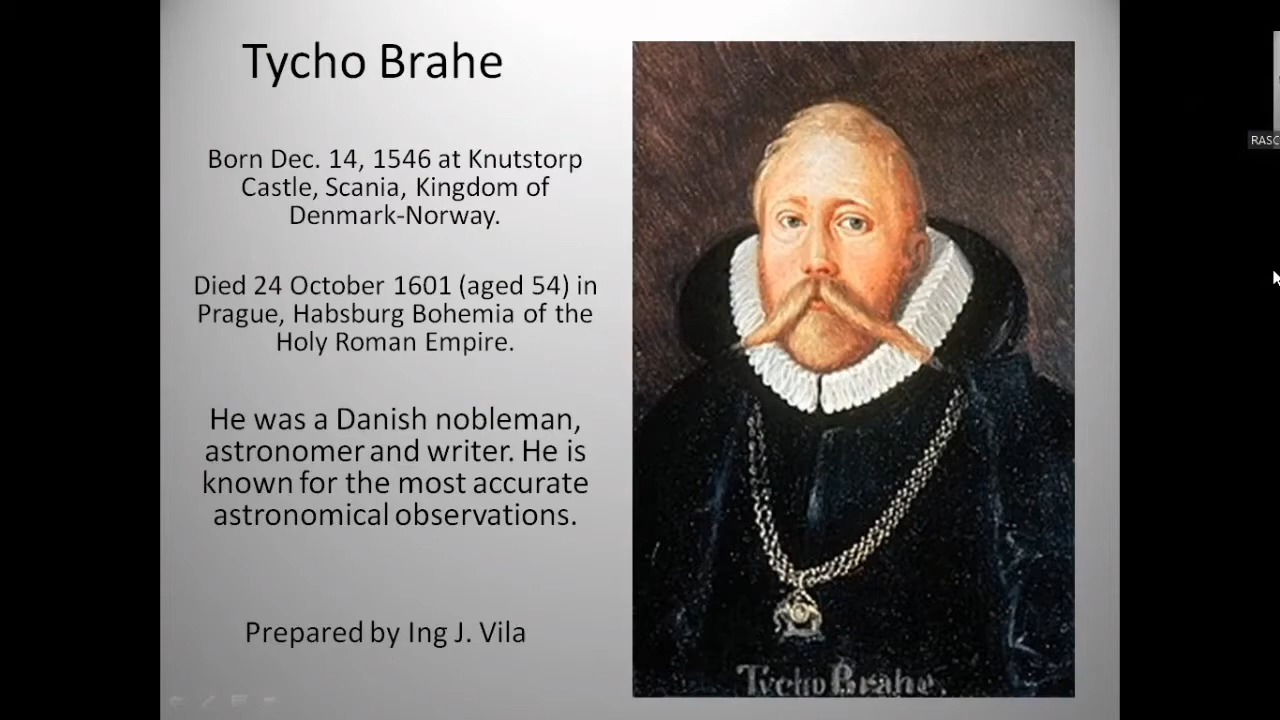 Tycho Brahe
Born Dec. 14, 1546 at Knutstorp
Castle, Scania, Kingdom of
Denmark-Norway.
Died 24 October 1601 (aged 54) in
Prague, Habsburg Bohemia of the
Holy Roman Empire.
He was a Danish nobleman,
astronomer and writer. He is
known for the most accurate
astronomical observations.
Prepared by Ing J. Vila
Tycho Brahe.
RASC